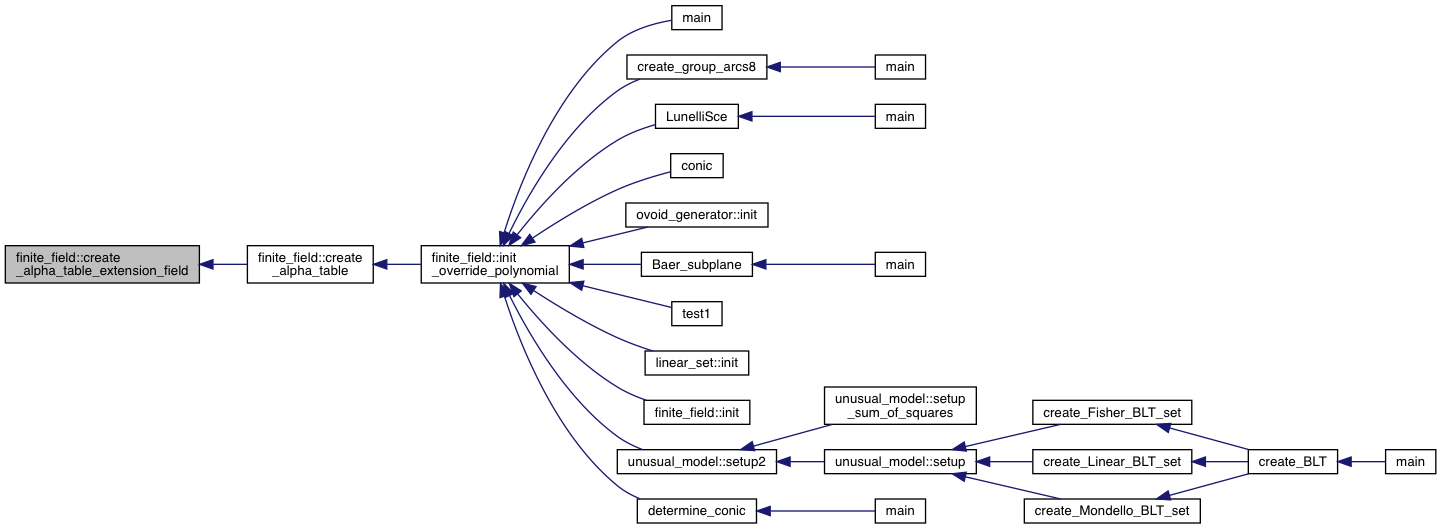 main
create_group_arcs8
main
LunelliSce
main
conic
ovoid_generator::init
finite_field::create
_alpha_table_extension_field
finite_field::create
_alpha_table
finite_field::init
_override_polynomial
Baer_subplane
main
test1
linear_set::init
finite_field::init
unusual_model::setup
_sum_of_squares
create_Fisher_BLT_set
unusual_model::setup2
unusual_model::setup
create_Linear_BLT_set
create_BLT
main
determine_conic
main
create_Mondello_BLT_set